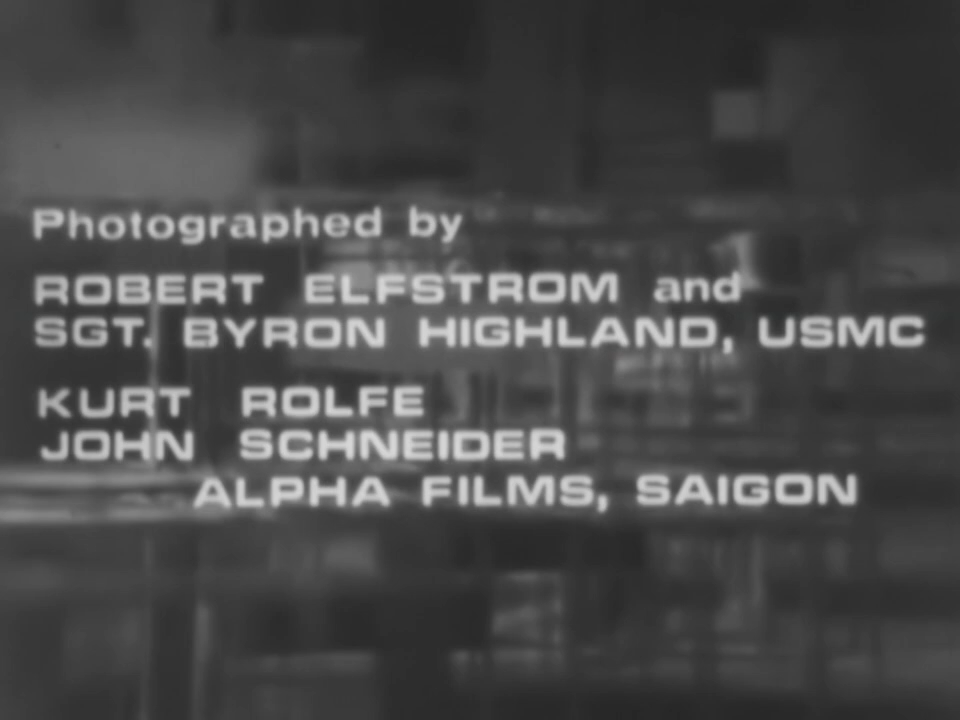 Photographed by
ROBERT ELFSTROM and
SGT. BYRON HIGHLAND, USMC
KURT ROLFE
JOHN SCHNEIDER
ALPHA FILMS, SAIGON